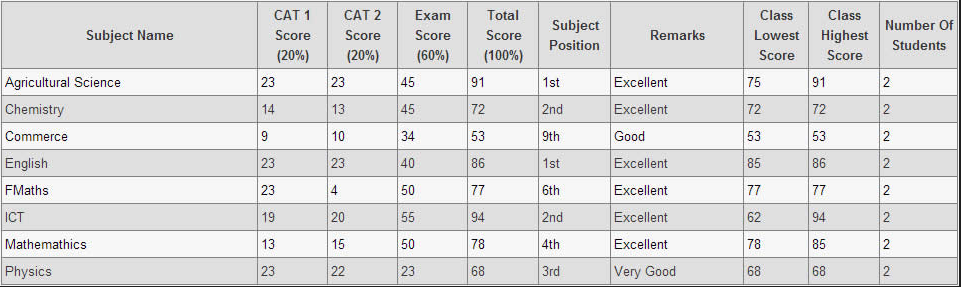 Subject Name CAT 1 Score (20%) CAT 2 Score (20%) Exam Score (60%) Total Score (100%) Subject Position Remarks Class Lowest Score Class Highest Score Number Of Students
Agricultural Science 23 23 45 91 1st Excellent 75 91 2
Chemistry 14 13 45 72 2nd Excellent 72 72 2
Commerce 9 10 34 53 9th Good 53 53 2
English 23 23 40 86 1st Excellent 85 86 2
FMaths 23 4 50 77 6th Excellent 77 77 2
ICT 19 20 55 94 2nd Excellent 62 94 2
Mathemathics 13 15 50 78 4th Excellent 78 85 2
Physics 23 22 23 68 3rd Very Good 68 68 2